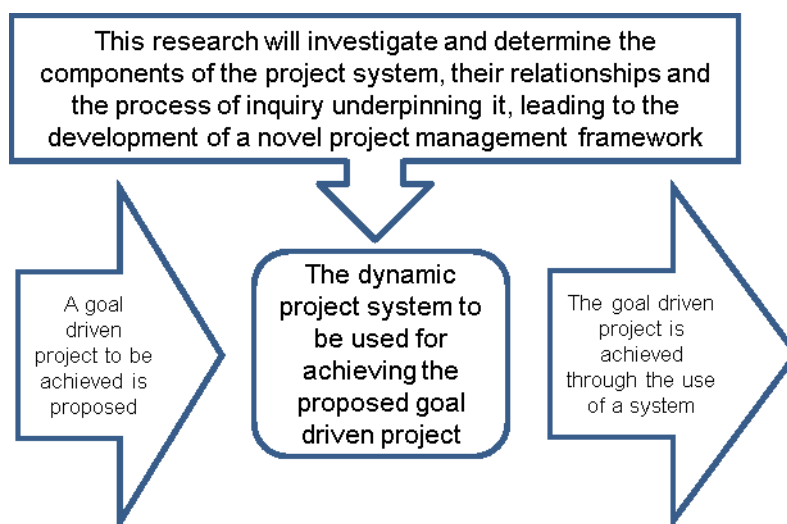 This research will investigate and determine the
components of the project system, their relationships and
the process of inquiry underpinning it, leading to the
development of a novel project management framework
A goal
driven
project to be
achieved is
proposed
The dynamic
project system to
be used for
achieving the
proposed goal
driven project
The goal driven
project is
achieved
through the use
of a system